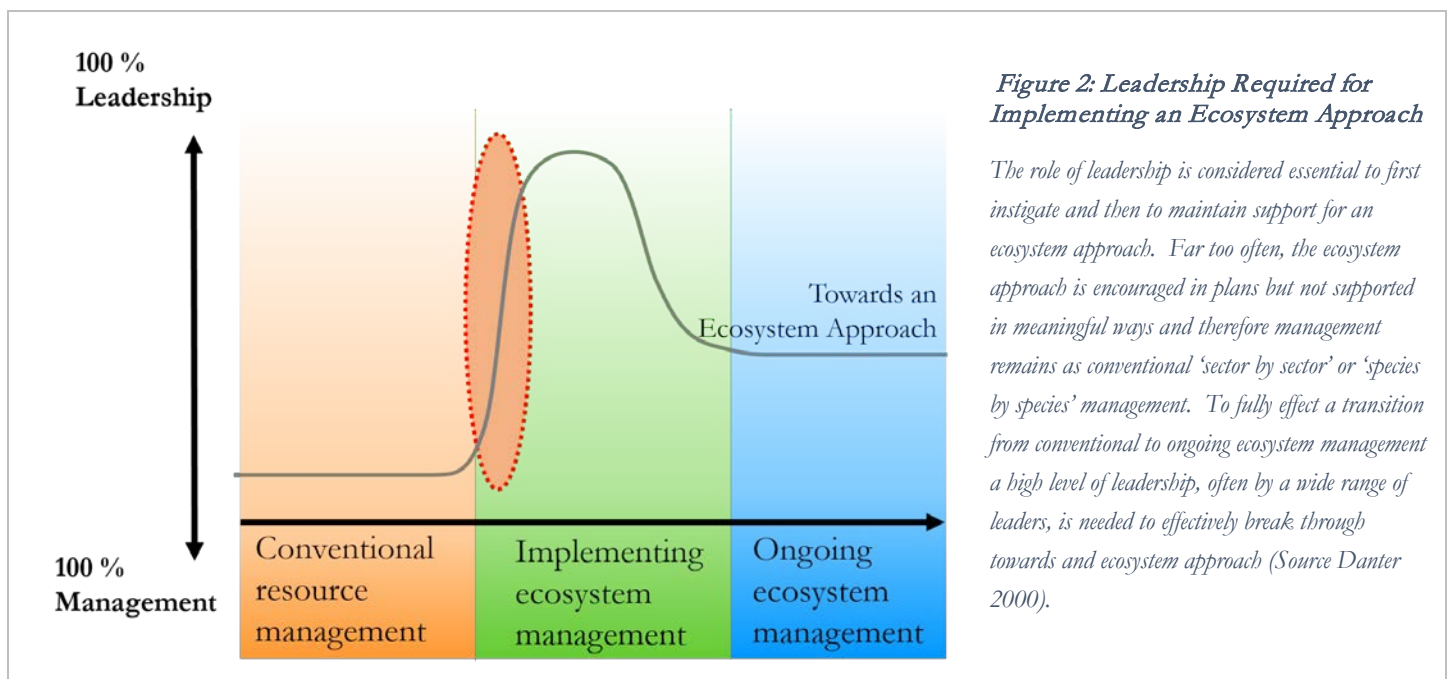 100 %
Leadership
100 %
Management
Towards an
Ecosystem Approach
Conventional
resource
management
Implementing
ecosystem
management
Ongoing
ecosystem
management
Figure 2: Leadership Required for
Implementing an Ecosystem Approach
The role of leadership is considered essential to first
instigate and then to maintain support for an
ecosystem approach.  Far too often, the ecosystem
approach is encouraged in plans but not supported
in meaningful ways and therefore management
remains as conventional ‘sector by sector’ or ‘species
by species’ management.  To fully effect a transition
from conventional to ongoing ecosystem management
a high level of leadership, often by a wide range of
leaders, is needed to effectively break through
towards and ecosystem approach (Source Danter
2000).